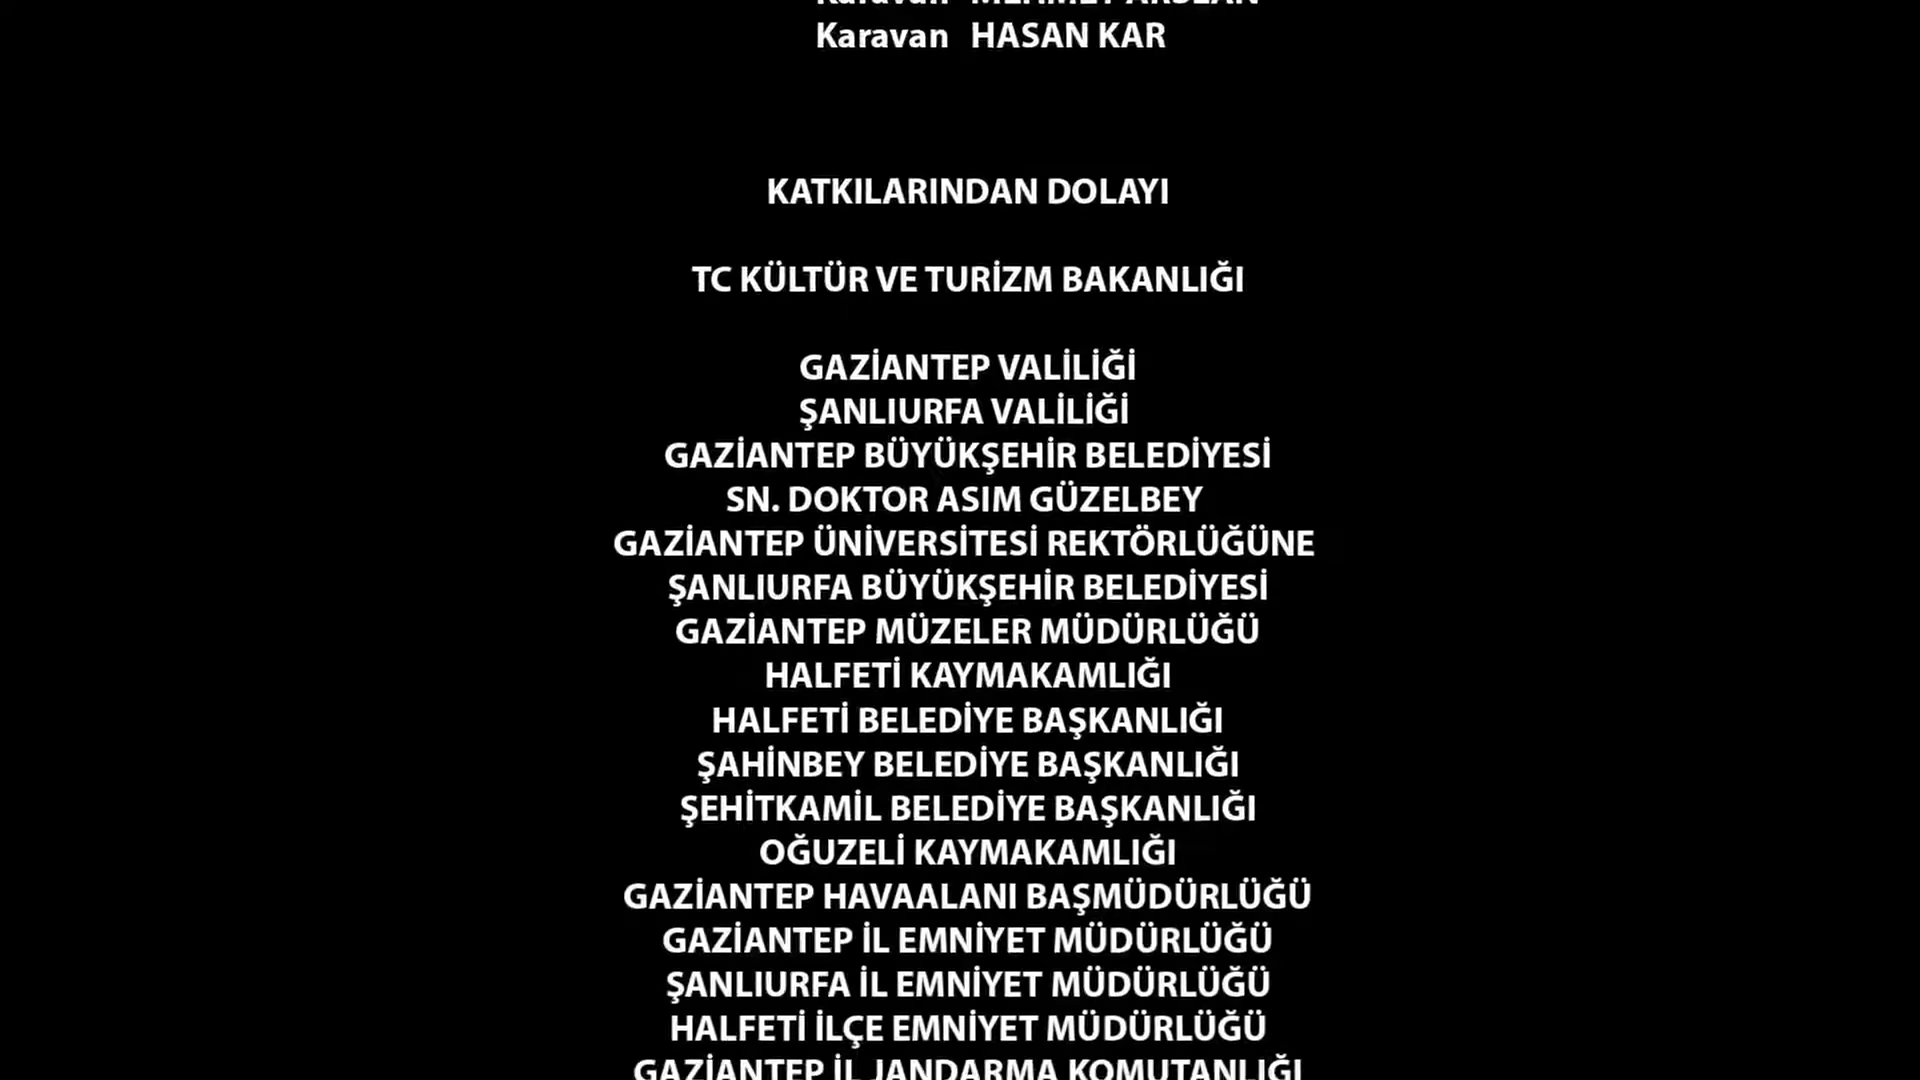 Karavan MEHMET ARSLAN
Karavan HASAN KAR
KATKILARINDAN DOLAYI
TC KÜLTÜR VE TURİZM BAKANLIĞI
GAZİANTEP VALİLİĞİ
ŞANLIURFA VALİLİĞİ
GAZİANTEP BÜYÜKŞEHİR BELEDİYESİ
SN. DOKTOR ASIM GÜZELBEY
GAZİANTEP ÜNİVERSİTESİ REKTÖRLÜĞÜNE
ŞANLIURFA BÜYÜKŞEHİR BELEDİYESİ
GAZİANTEP MÜZELER MÜDÜRLÜĞÜ
HALFETİ KAYMAKAMLIĞI
HALFETİ BELEDİYE BAŞKANLIĞI
ŞAHİNBEY BELEDİYE BAŞKANLIĞI
ŞEHİTKAMİL BELEDİYE BAŞKANLIĞI
OĞUZELİ KAYMAKAMLIĞI
GAZİANTEP HAVAALANI BAŞMÜDÜRLÜĞÜ
GAZİANTEP İL EMNİYET MÜDÜRLÜĞÜ
ŞANLIURFA İL EMNİYET MÜDÜRLÜĞÜ
HALFETİ İLÇE EMNİYET MÜDÜRLÜĞÜ
GAZİANTEP İL JANDARMA KOMUTANLIĞI